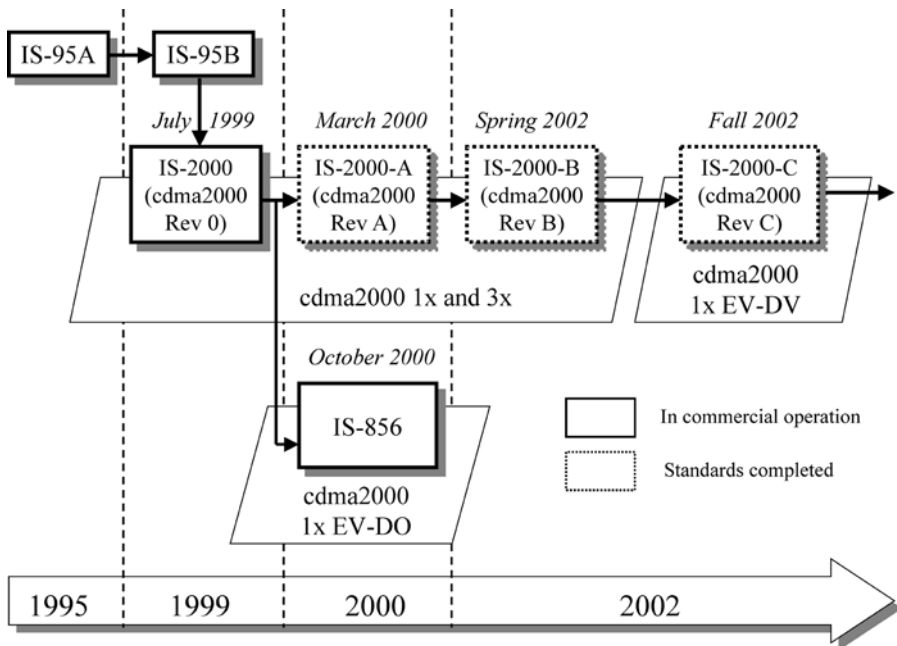 IS-95A
IS-95B
July 1999
March 2000
Spring 2002
Fall 2002
IS-2000
(cdma2000
Rev 0)
IS-2000-A
(cdma2000
Rev A)
IS-2000-B
(cdma2000
Rev B)
IS-2000-C
(cdma2000
Rev C)
cdma2000 1x and 3x
cdma2000
1x EV-DV
October 2000
IS-856
cdma2000
1x EV-DO
In commercial operation
Standards completed
1995
1999
2000
2002